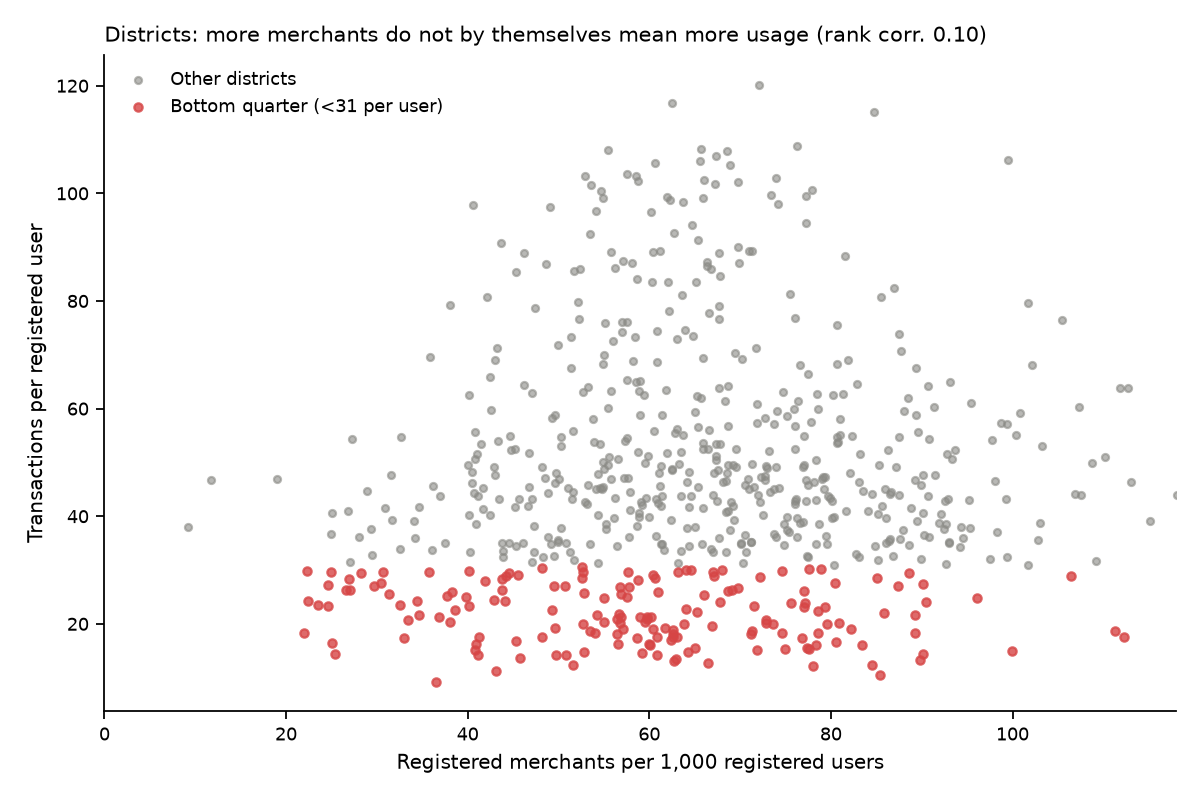 Districts: more merchants do not by themselves mean more usage (rank corr. 0.10)
Other districts
Bottom quarter (<31 per user)
Transactions per registered user
120
100
80
60
40
20
0
20
40
60
80
100
Registered merchants per 1,000 registered users